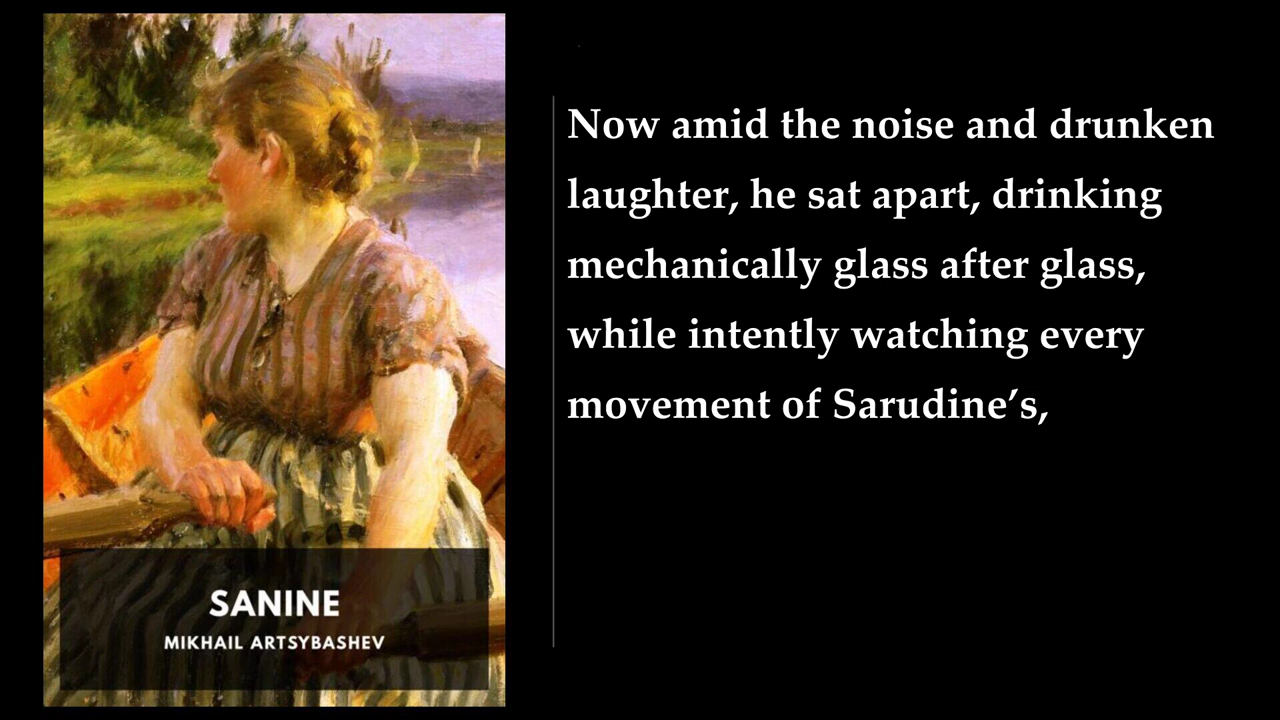 SANINE
MIKHAIL ARTSYBASHEV
Now amid the noise and drunken
laughter, he sat apart, drinking
mechanically glass after glass,
while intently watching every
movement of Sarudine’s,